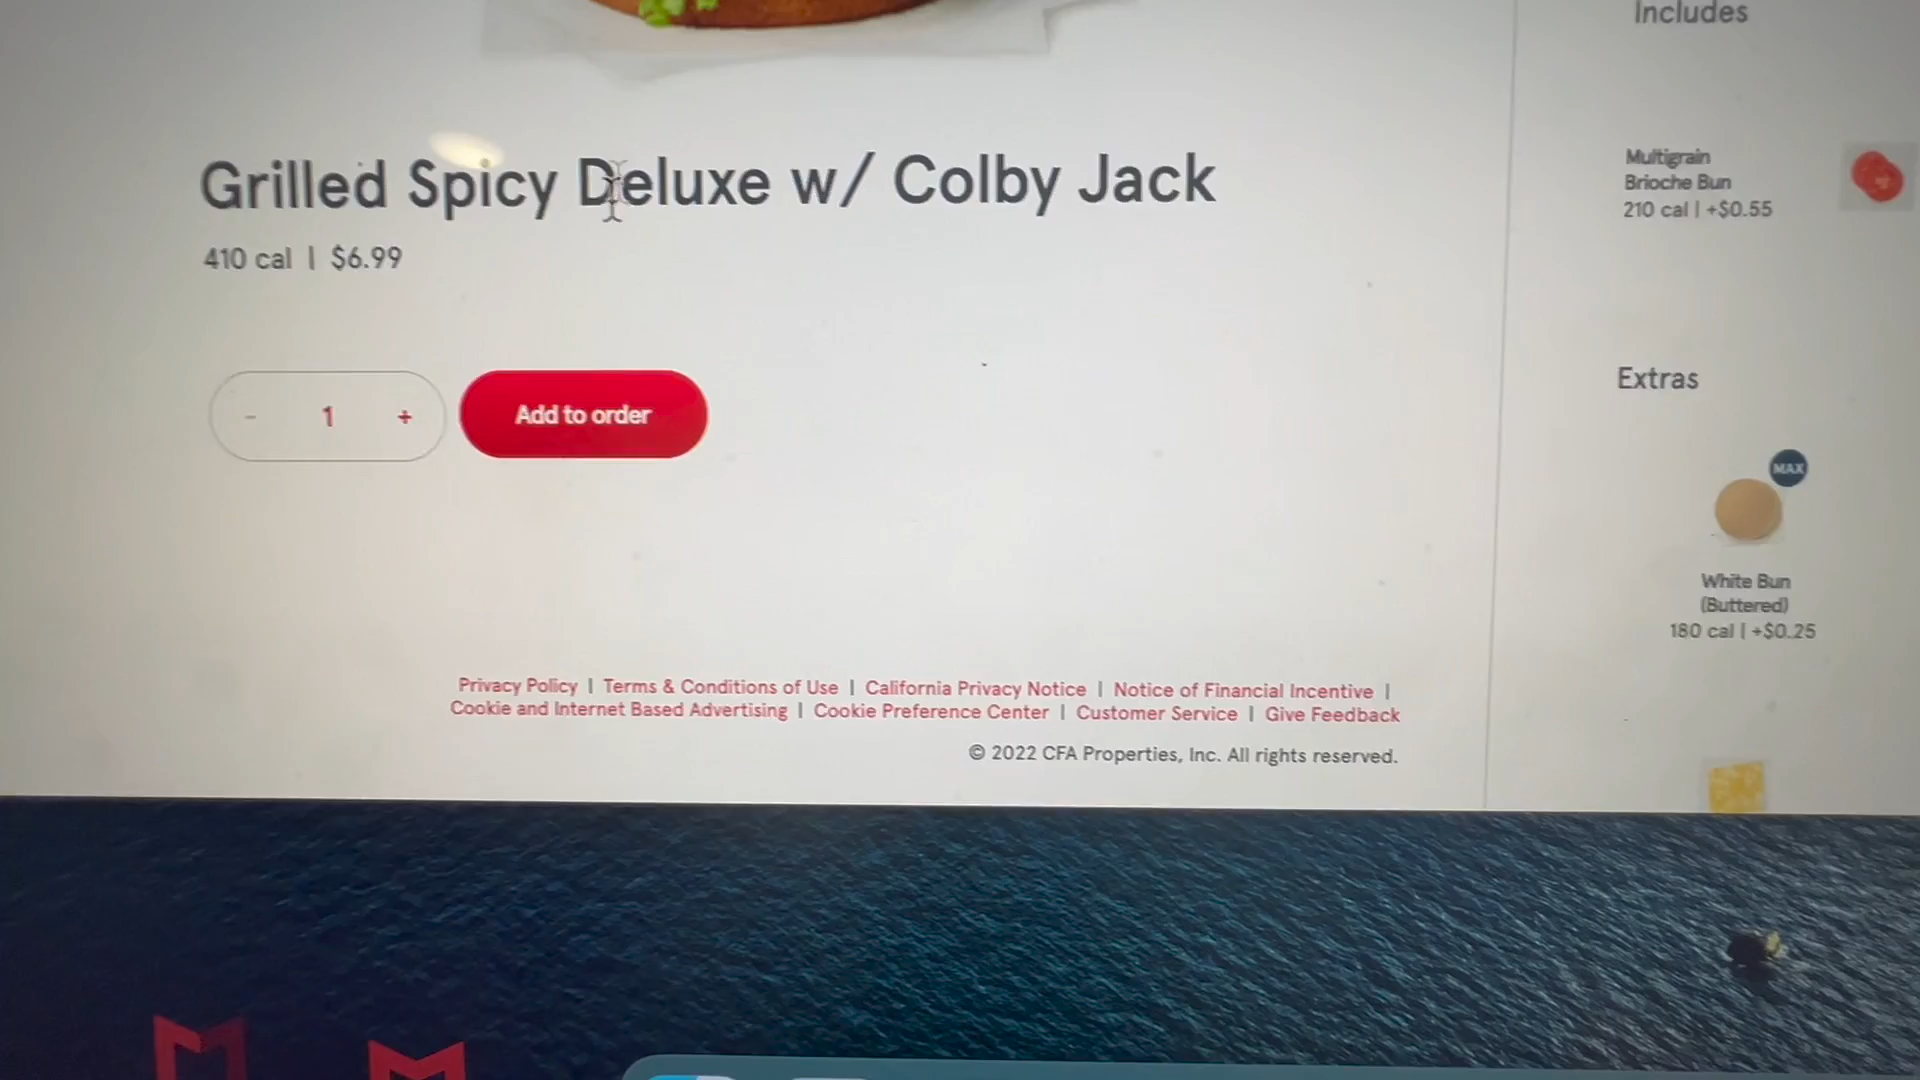 Includes
Grilled Spicy Deluxe w/ Colby Jack
410 cal | $6.99
Multigrain
Brioche Bun
210 cal | +$0.55
- 1 +
Add to order
Extras
MAX
White Bun
(Buttered)
180 cal | +$0.25
Privacy Policy | Terms & Conditions of Use | California Privacy Notice | Notice of Financial Incentive |
Cookie and Internet Based Advertising | Cookie Preference Center | Customer Service | Give Feedback
© 2022 CFA Properties, Inc. All rights reserved.